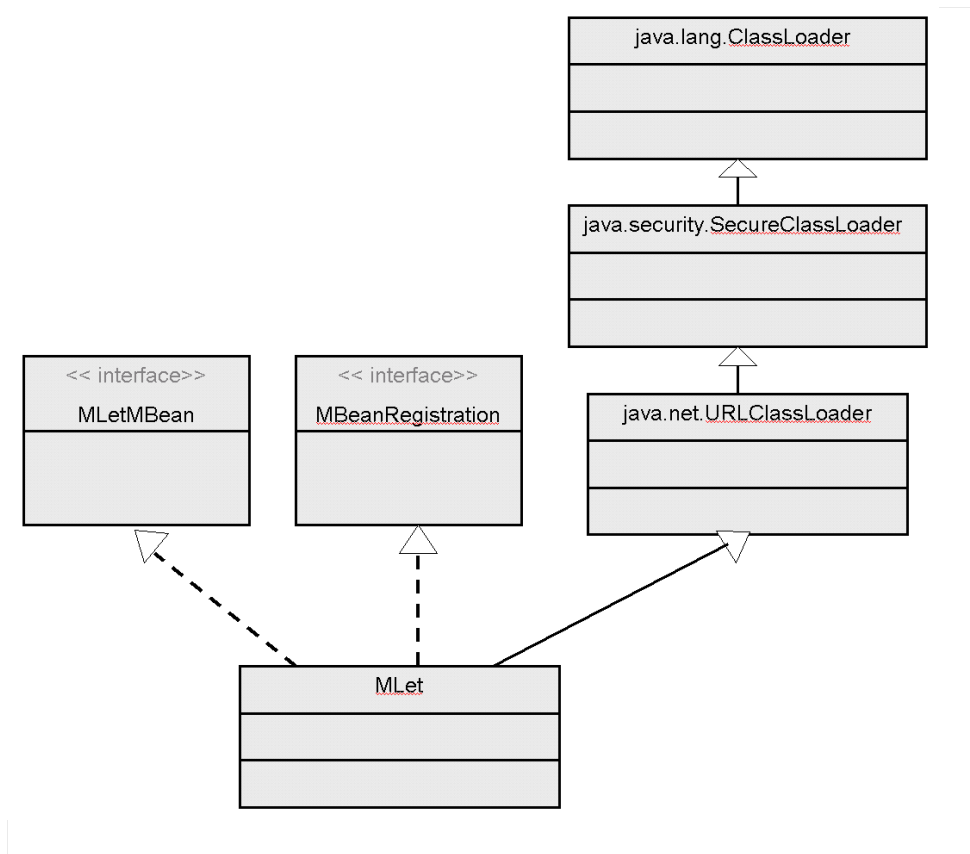 java.lang.ClassLoader
java.security.SecureClassLoader
<< interface>>
MLetMBean
<< interface>>
MBeanRegistration
java.net.URLClassLoader
MLet